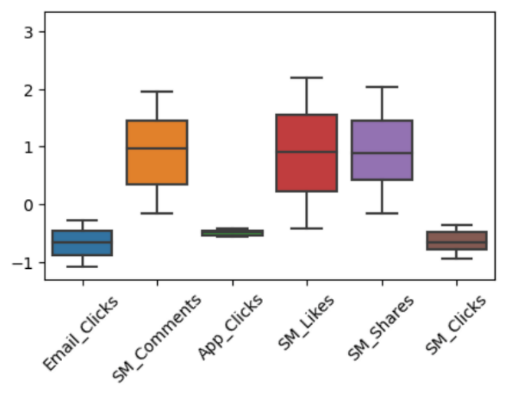 3
2
1
0
−1
Email_Clicks
SM_Comments
App_Clicks
SM_Likes
SM_Shares
SM_Clicks